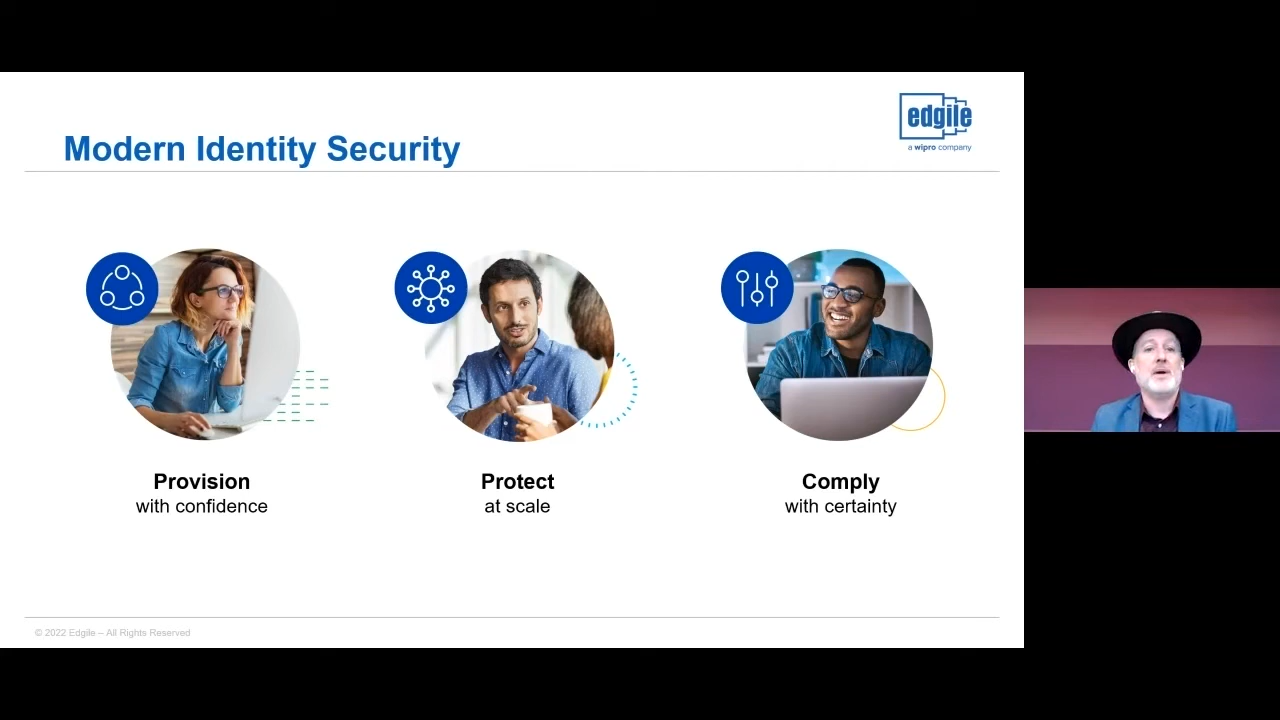 edgile
a wipro company
Modern Identity Security
Provision
with confidence
Protect
at scale
Comply
with certainty
© 2022 Edgile – All Rights Reserved